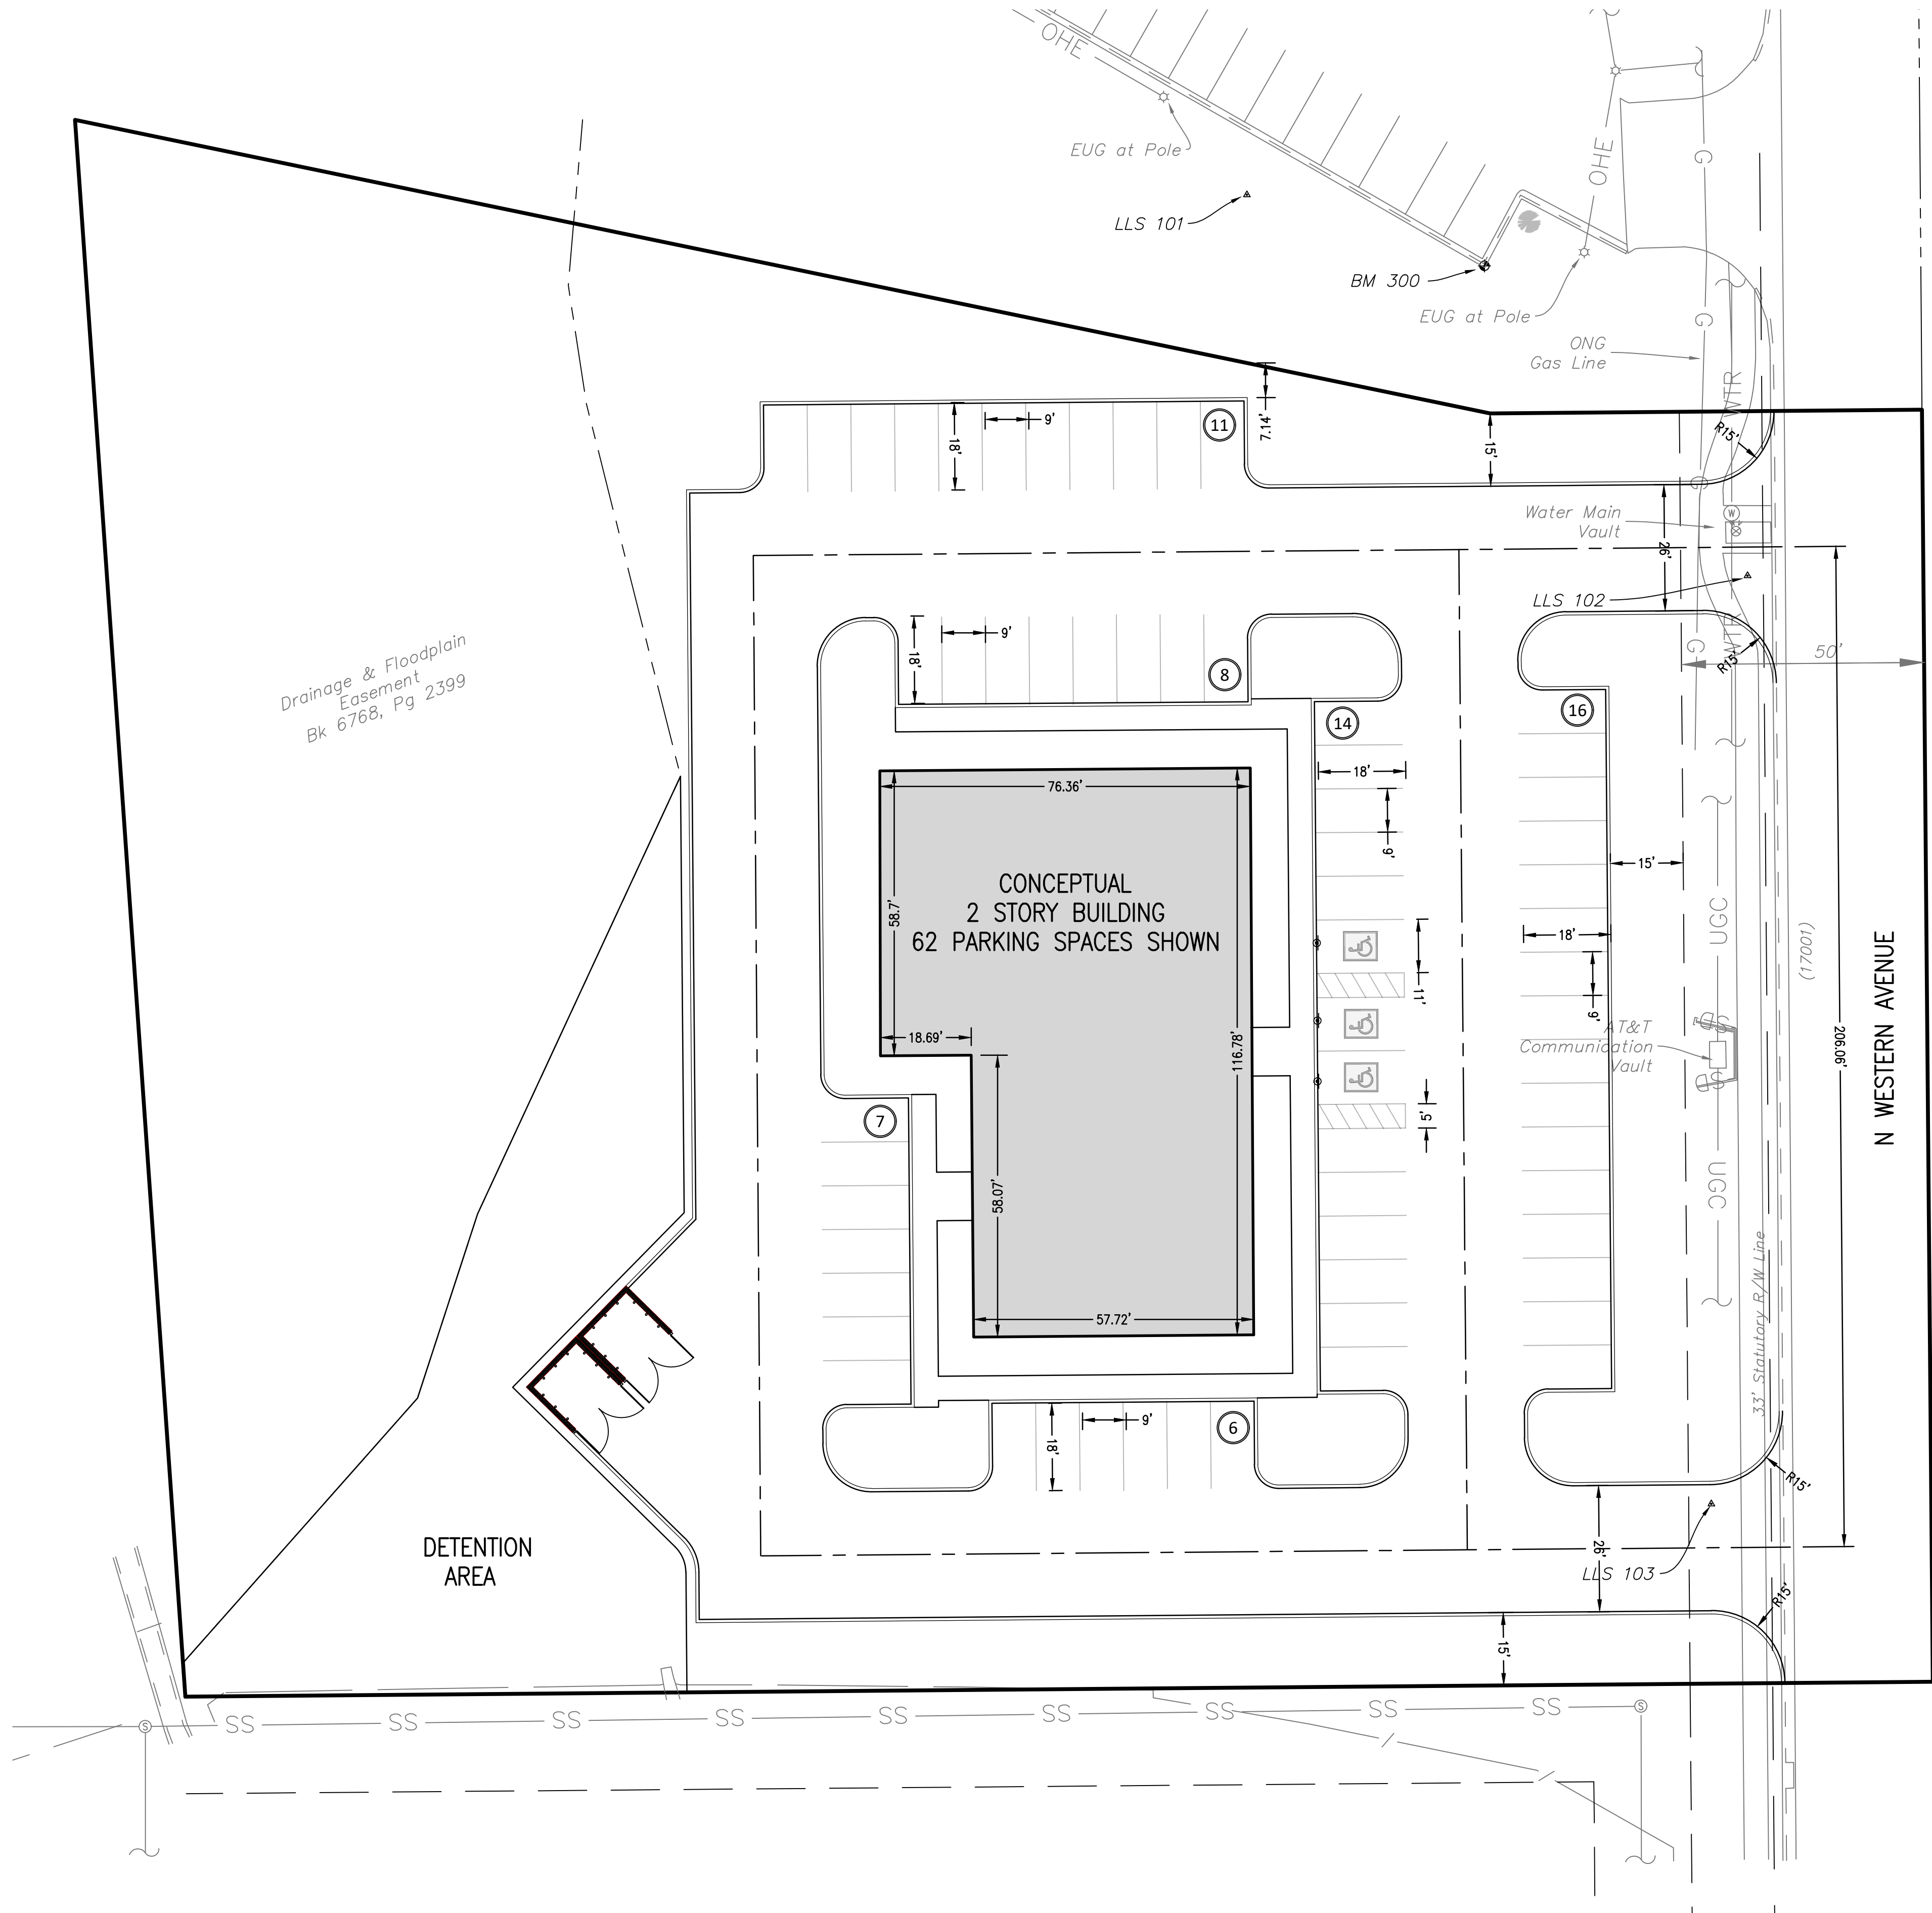 OHE
EUG at Pole
LLS 101
OHE
BM 300
EUG at Pole
G
G
ONG
Gas Line
WTR
R15'
7.14'
11
9'
18'
15'
G
W
Water Main
Vault
26'
LLS 102
WTR
G
R15'
50'
Drainage & Floodplain
Easement
Bk 6768, Pg 2399
9'
18'
8
14
16
76.36'
18'
9'
15'
58.7'
CONCEPTUAL
2 STORY BUILDING
62 PARKING SPACES SHOWN
18'
9'
11'
UGC
(17001)
N WESTERN AVENUE
206.06'
18.69'
116.78'
AT&T
Communication
Vault
SD
SD
5'
7
58.07'
UGC
33' Statutory R/W Line
57.72'
9'
18'
6
R15'
DETENTION
AREA
26'
LLS 103
R15'
15'
S
SS
SS
SS
SS
SS
SS
SS
SS
SS
S